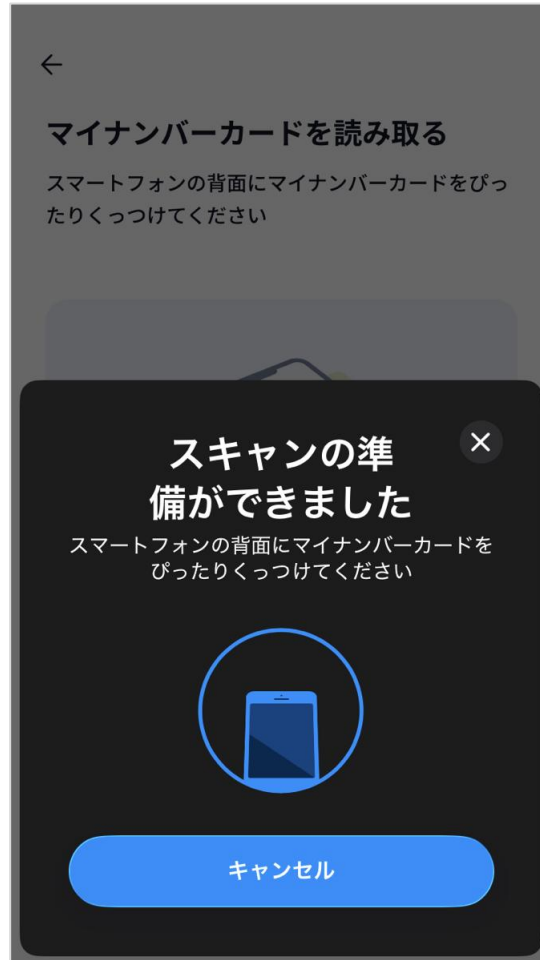 マイナンバーカードを読み取る
スマートフォンの背面にマイナンバーカードをぴっ
たりくっつけてください
スキャンの準
備ができました
スマートフォンの背面にマイナンバーカードを
ぴったりくっつけてください
キャンセル